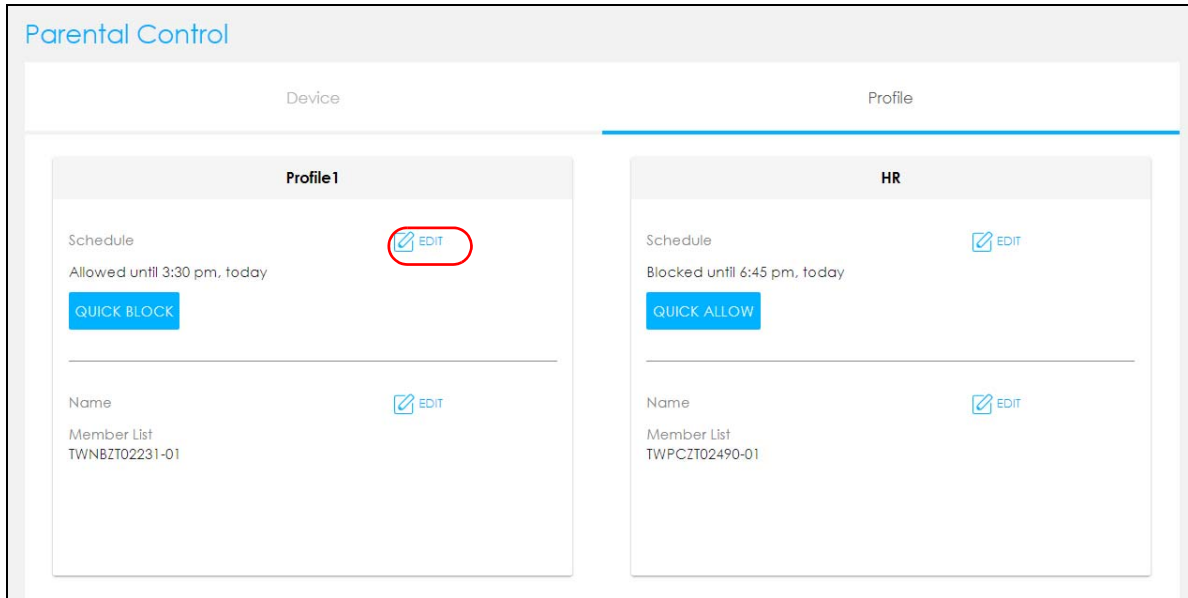 Parental Control
Device
Profile
Profile1
Schedule
EDIT
Allowed until 3:30 pm, today
QUICK BLOCK
Name
EDIT
Member List
TWNBZT02231-01
HR
Schedule
EDIT
Blocked until 6:45 pm, today
QUICK ALLOW
Name
EDIT
Member List
TWPCZT02490-01